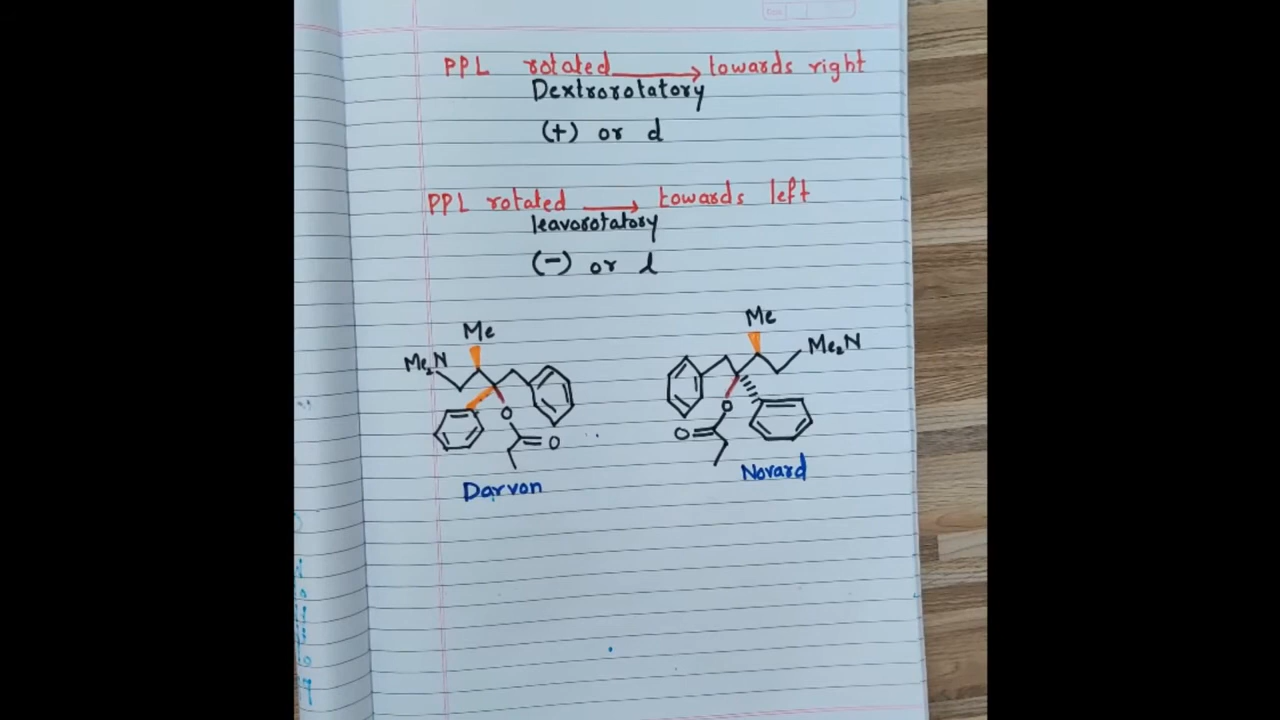 PPL rotated → towards right
Dextrorotatory
(+) or d
PPL rotated → towards left
leavorotatory
(-) or l
Me
Me₂N
O
O
Darvon
Me
Me₂N
O
O
Novard